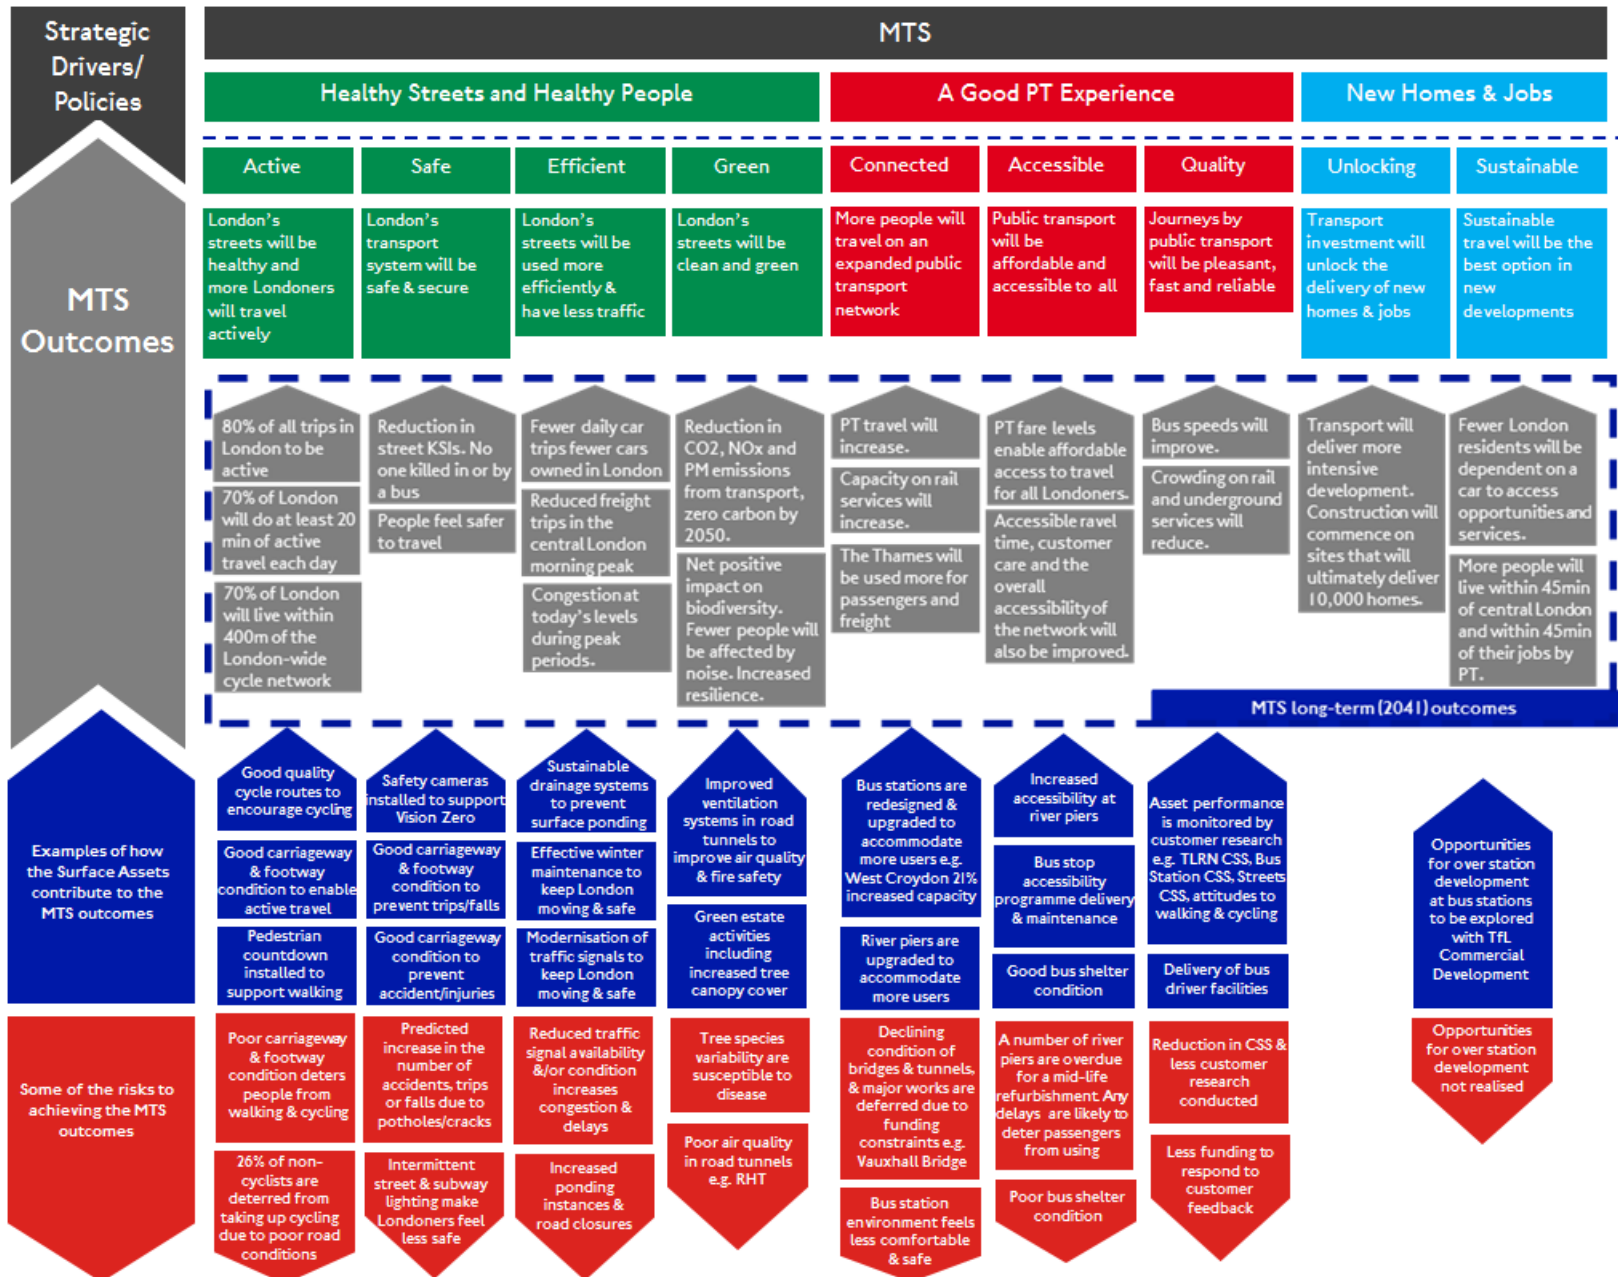 Strategic
Drivers/
Policies
MTS
Healthy Streets and Healthy People
A Good PT Experience
New Homes & Jobs
MTS
Outcomes
Active
Safe
Efficient
Green
Connected
Accessible
Quality
Unlocking
Sustainable
London's
streets will be
healthy and
more Londoners
will travel
actively
London's
transport
system will be
safe & secure
London's
streets will be
used more
efficiently &
have less traffic
London's
streets will be
clean and green
More people will
travel on an
expanded public
transport
network
Public transport
will be
affordable and
accessible to all
Journeys by
public transport
will be pleasant,
fast and reliable
Transport
investment will
unlock the
delivery of new
homes & jobs
Sustainable
travel will be the
best option in
new
developments
80% of all trips in
London to be
active
70% of London
will do at least 20
min of active
travel each day
70% of London
will live within
400m of the
London-wide
cycle network
Reduction in
street KSIs. No
one killed in or by
a bus
People feel safer
to travel
Fewer daily car
trips fewer cars
owned in London
Reduced freight
trips in the
central London
morning peak
Congestion at
today's levels
during peak
periods.
Reduction in
CO2, NOx and
PM emissions
from transport,
zero carbon by
2050.
Net positive
impact on
biodiversity.
Fewer people will
be affected by
noise. Increased
resilience.
PT travel will
increase.
Capacity on rail
services will
increase.
The Thames will
be used more for
passengers and
freight
PT fare levels
enable affordable
access to travel
for all Londoners.
Accessible ravel
time, customer
care and the
overall
accessibility of
the network will
also be improved.
Bus speeds will
improve.
Crowding on rail
and underground
services will
reduce.
Transport will
deliver more
intensive
development.
Construction will
commence on
sites that will
ultimately deliver
10,000 homes.
Fewer London
residents will be
dependent on a
car to access
opportunities and
services.
More people will
live within 45min
of central London
and within 45min
of their jobs by
PT.
MTS long-term (2041) outcomes
Examples of how
the Surface Assets
contribute to the
MTS outcomes
Good quality
cycle routes to
encourage cycling
Good carriageway
& footway
condition to enable
active travel
Pedestrian
countdown
installed to
support walking
Safety cameras
installed to support
Vision Zero
Good carriageway
& footway
condition to
prevent trips/falls
Good carriageway
condition to
prevent
accident/injuries
Sustainable
drainage systems
to prevent
surface ponding
Effective winter
maintenance to
keep London
moving & safe
Modernisation of
traffic signals to
keep London
moving & safe
Improved
ventilation
systems in road
tunnels to
improve air quality
& fire safety
Green estate
activities
including
increased tree
canopy cover
Bus stations are
redesigned &
upgraded to
accommodate
more users e.g.
West Croydon 21%
increased capacity
River piers are
upgraded to
accommodate
more users
Increased
accessibility at
river piers
Bus stop
accessibility
programme delivery
& maintenance
Good bus shelter
condition
Asset performance
is monitored by
customer research
e.g. TLRN CSS, Bus
Station CSS, Streets
CSS, attitudes to
walking & cycling
Delivery of bus
driver facilities
Opportunities
for over station
development
at bus stations
to be explored
with TfL
Commercial
Development
Some of the risks to
achieving the MTS
outcomes
Poor carriageway
& footway
condition deters
people from
walking & cycling
26% of non-
cyclists are
deterred from
taking up cycling
due to poor road
conditions
Predicted
increase in the
number of
accidents, trips
or falls due to
potholes/cracks
Intermittent
street & subway
lighting make
Londoners feel
less safe
Reduced traffic
signal availability
&/or condition
increases
congestion &
delays
Increased
ponding
instances &
road closures
Tree species
variability are
susceptible to
disease
Poor air quality
in road tunnels
e.g. RHT
Declining
condition of
bridges & tunnels,
& major works are
deferred due to
funding
constraints e.g.
Vauxhall Bridge
Bus station
environment feels
less comfortable
& safe
A number of river
piers are overdue
for a mid-life
refurbishment. Any
delays are likely to
deter passengers
from using
Poor bus shelter
condition
Reduction in CSS &
less customer
research
conducted
Less funding to
respond to
customer
feedback
Opportunities
for over station
development
not realised